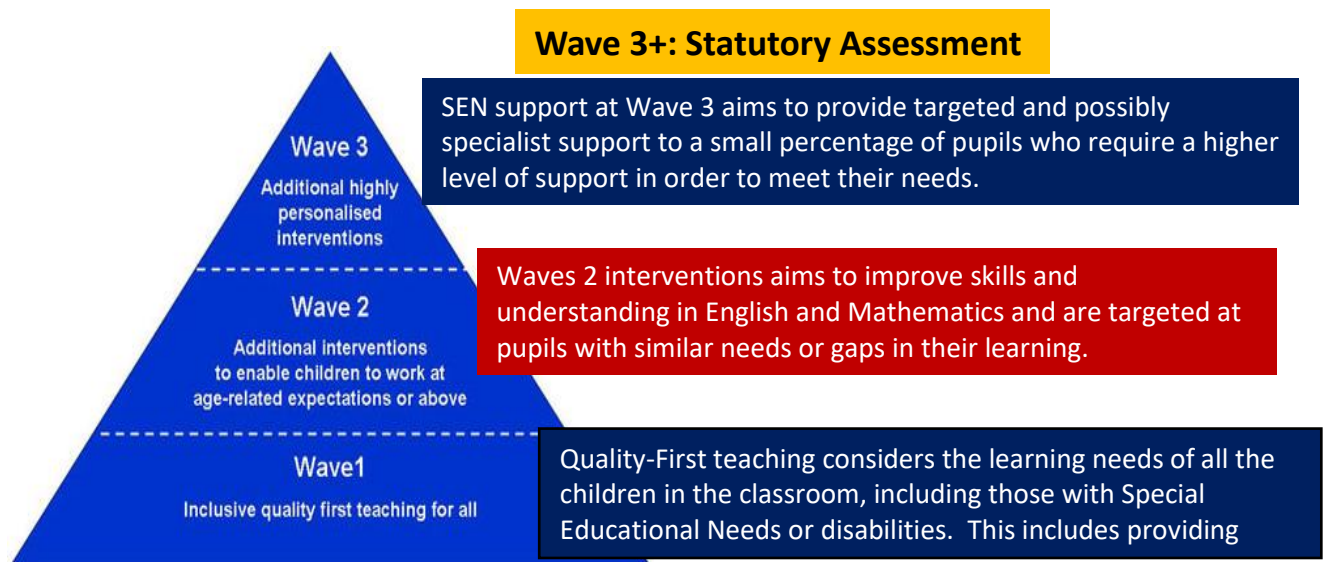 Wave 3+: Statutory Assessment
SEN support at Wave 3 aims to provide targeted and possibly
specialist support to a small percentage of pupils who require a higher
level of support in order to meet their needs.
Wave 3
Additional highly
personalised
interventions
Waves 2 interventions aims to improve skills and
understanding in English and Mathematics and are targeted at
pupils with similar needs or gaps in their learning.
Wave 2
Additional interventions
to enable children to work at
age-related expectations or above
Quality-First teaching considers the learning needs of all the
children in the classroom, including those with Special
Educational Needs or disabilities.  This includes providing
Wave1
Inclusive quality first teaching for all